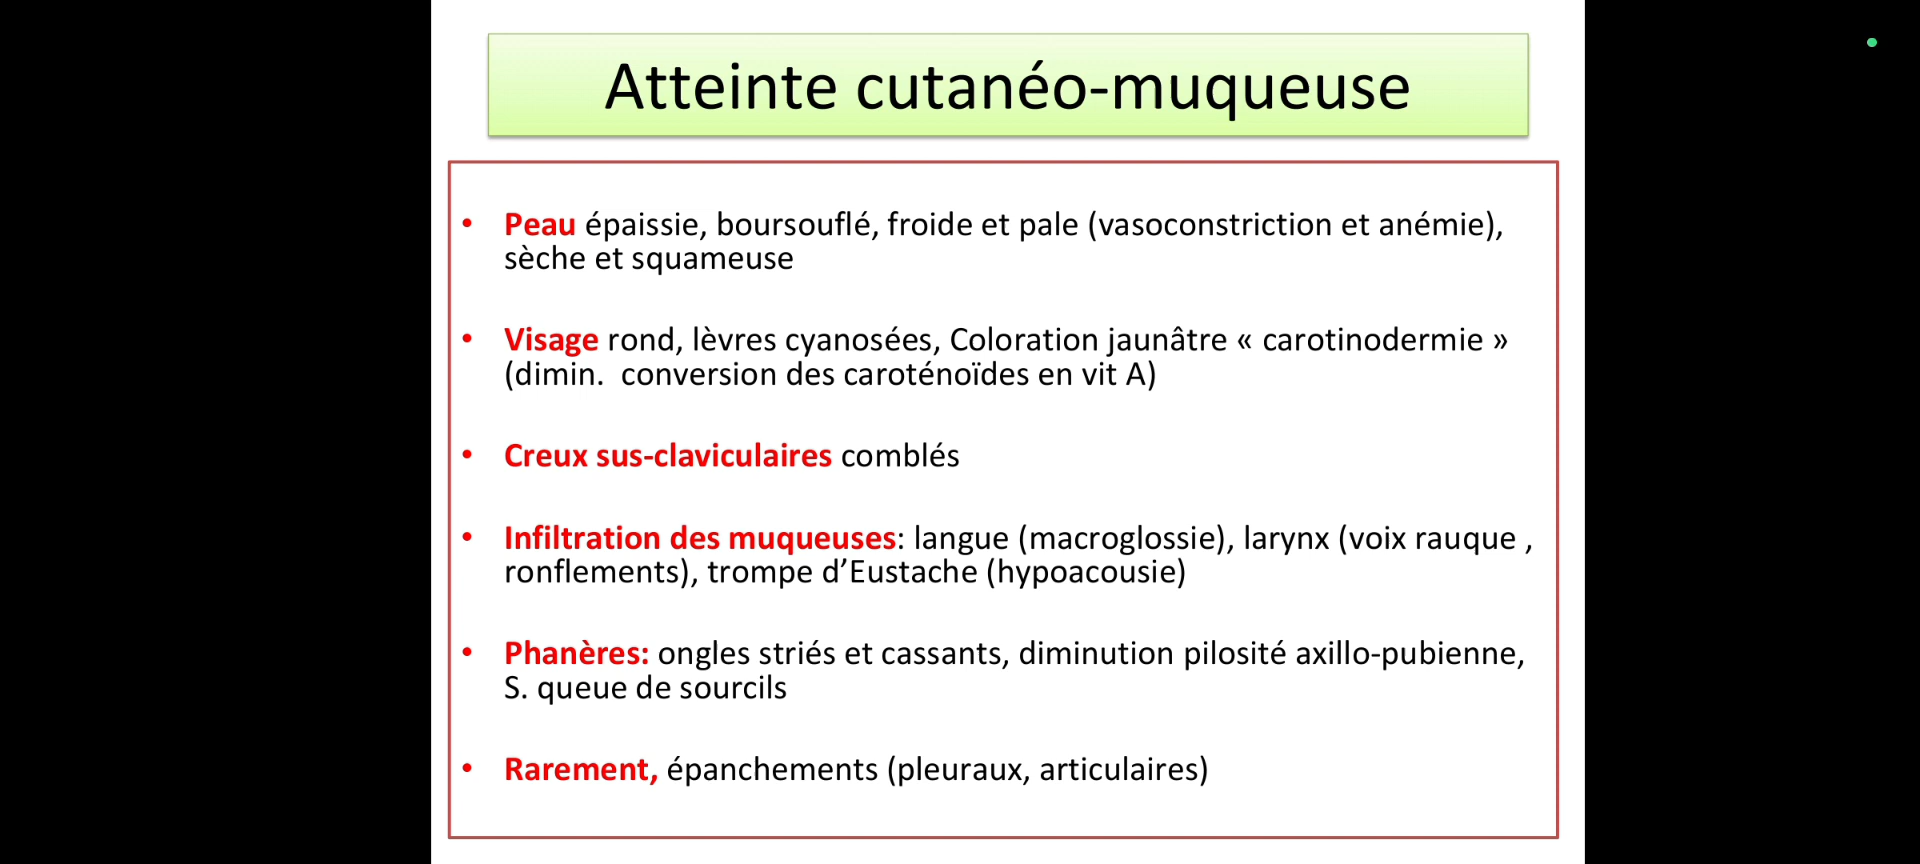 Atteinte cutanéo-muqueuse
• Peau épaissie, boursouflé, froide et pale (vasoconstriction et anémie),
sèche et squameuse
• Visage rond, lèvres cyanosées, Coloration jaunâtre « carotinodermie »
(dimin.  conversion des caroténoïdes en vit A)
• Creux sus-claviculaires comblés
• Infiltration des muqueuses: langue (macroglossie), larynx (voix rauque ,
ronflements), trompe d’Eustache (hypoacousie)
• Phanères: ongles striés et cassants, diminution pilosité axillo-pubienne,
S. queue de sourcils
• Rarement, épanchements (pleuraux, articulaires)